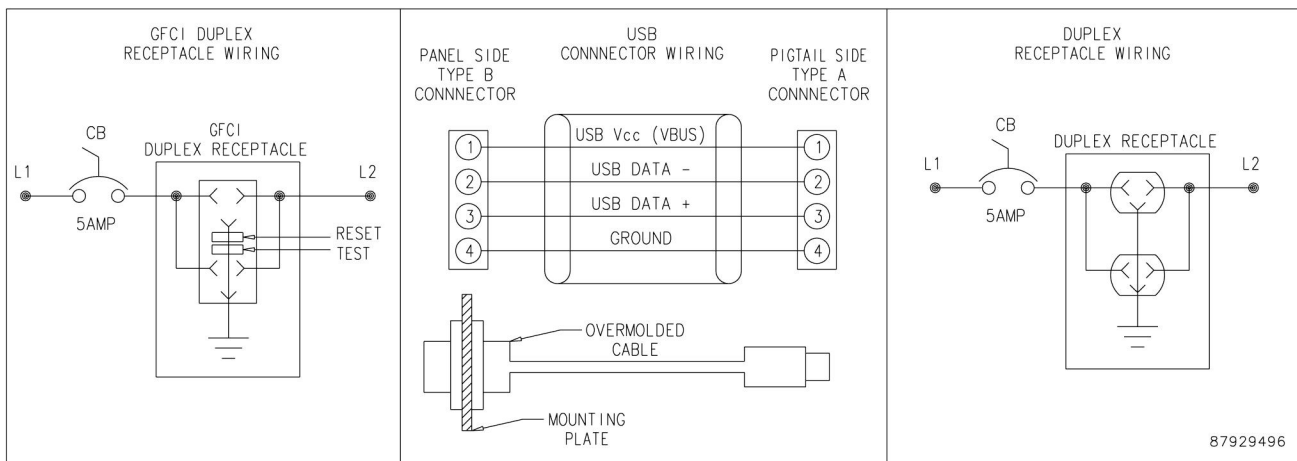 GFCI DUPLEX
RECEPTACLE WIRING
CB
GFCI
DUPLEX RECEPTACLE
L1
L2
5AMP
RESET
TEST
USB
CONNNECTOR WIRING
PANEL SIDE
TYPE B
CONNNECTOR
PIGTAIL SIDE
TYPE A
CONNNECTOR
1
USB Vcc (VBUS)
1
2
USB DATA -
2
3
USB DATA +
3
4
GROUND
4
OVERMOLDED
CABLE
MOUNTING
PLATE
DUPLEX
RECEPTACLE WIRING
CB
DUPLEX RECEPTACLE
L1
L2
5AMP
87929496